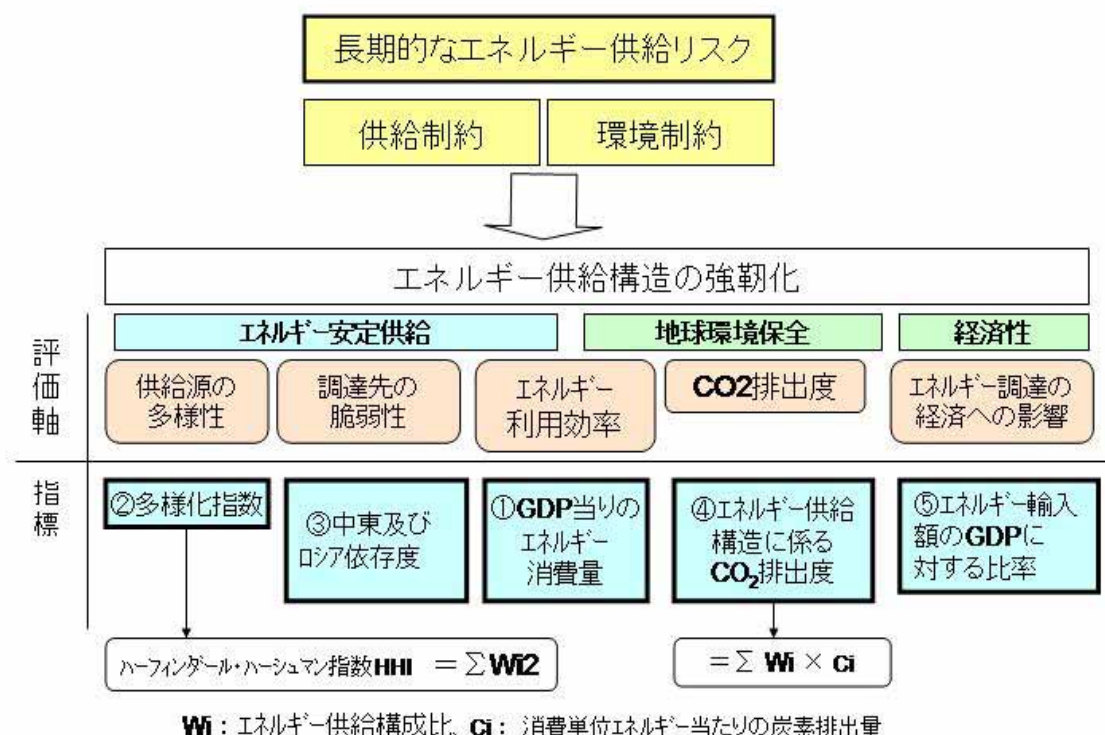 長期的なエネルギー供給リスク
供給制約
環境制約
エネルギー供給構造の強靭化
評
価
軸
エネルギー安定供給
地球環境保全
経済性
供給源の
多様性
調達先の
脆弱性
エネルギー
利用効率
CO2排出度
エネルギー調達の
経済への影響
指
標
②多様化指数
③中東及び
ロシア依存度
①GDP当りの
エネルギー
消費量
④エネルギー供給
構造に係る
CO₂排出度
⑤エネルギー輸入
額のGDPに
対する比率
ハーフィンダール・ハーシュマン指数HHI =∑Wi2
=∑ Wi × Ci
Wi：エネルギー供給構成比、Ci： 消費単位エネルギー当たりの炭素排出量